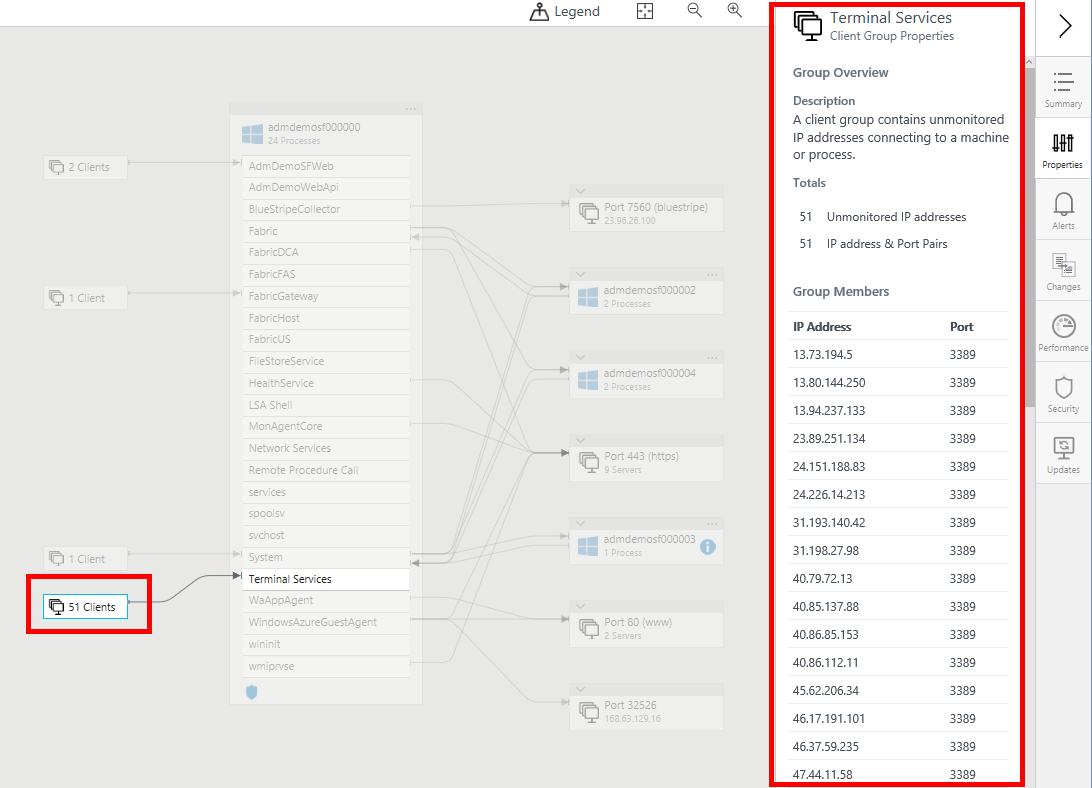 Legend
2 Clients
1 Client
1 Client
51 Clients
admdemosf000000
24 Processes
AdmDemoSFWeb
AdmDemoWebApi
BlueStripeCollector
Fabric
FabricDCA
FabricFAS
FabricGateway
FabricHost
FabricUS
FileStoreService
HealthService
LSA Shell
MonAgentCore
Network Services
Remote Procedure Call
services
spoolsv
svchost
System
Terminal Services
WaAppAgent
WindowsAzureGuestAgent
wininit
wmiprvse
Port 7560 (bluestripe)
23.96.26.100
admdemosf000002
2 Processes
admdemosf000004
2 Processes
Port 443 (https)
9 Servers
admdemosf000003
1 Process
Port 80 (www)
2 Servers
Port 32526
168.63.129.16
Terminal Services
Client Group Properties
Group Overview
Description
A client group contains unmonitored
IP addresses connecting to a machine
or process.
Totals
51 Unmonitored IP addresses
51 IP address & Port Pairs
Group Members
IP Address Port
13.73.194.5 3389
13.80.144.250 3389
13.94.237.133 3389
23.89.251.134 3389
24.151.188.83 3389
24.226.14.213 3389
31.193.140.42 3389
31.198.27.98 3389
40.79.72.13 3389
40.85.137.88 3389
40.86.85.153 3389
40.86.112.11 3389
45.62.206.34 3389
46.17.191.101 3389
46.37.59.235 3389
47.44.11.58 3389
Summary
Properties
Alerts
Changes
Performance
Security
Updates